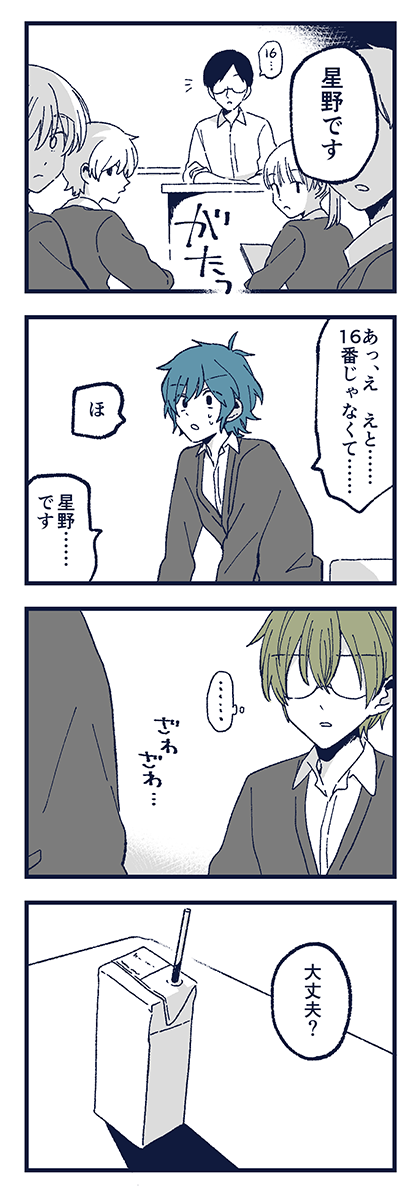 星野です
16…
がたっ
あっ、え　えと……
16番じゃなくて……
ほ
星野……
です
……
ざわ
ざわ…
大丈夫？